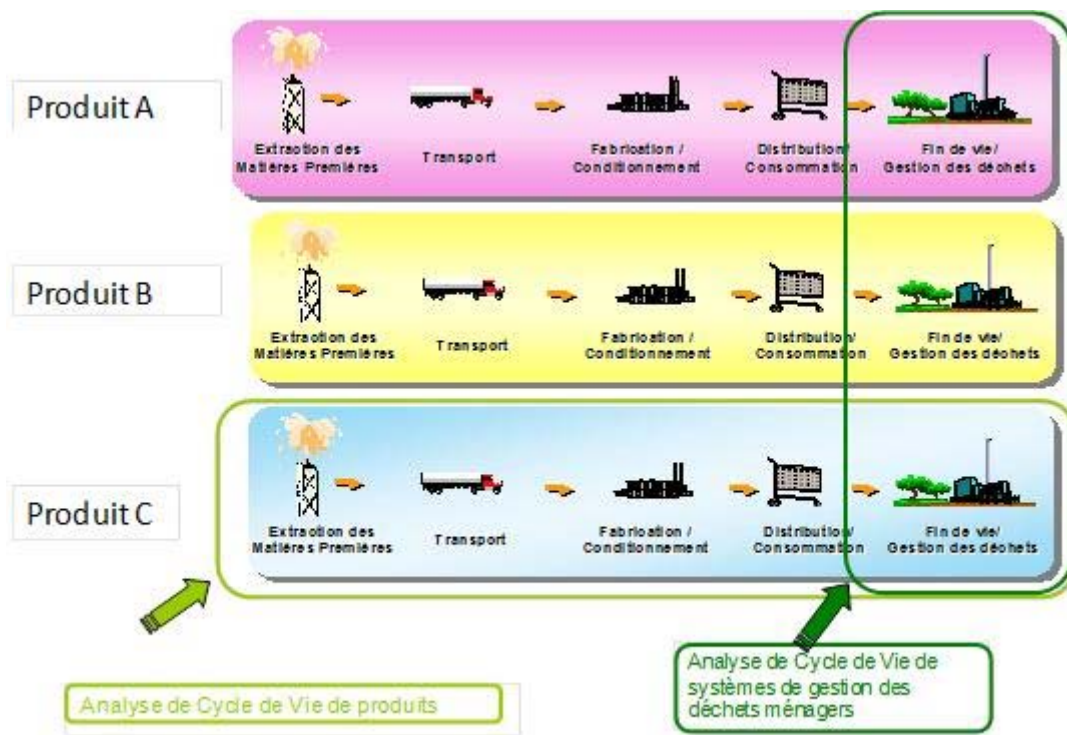 Produit A
Extraction des
Matières Premières
Transport
Fabrication /
Conditionnement
Distribution/
Consommation
Fin de vie/
Gestion des déchets
Produit B
Extraction des
Matières Premières
Transport
Fabrication /
Conditionnement
Distribution/
Consommation
Fin de vie/
Gestion des déchets
Produit C
Extraction des
Matières Premières
Transport
Fabrication /
Conditionnement
Distribution/
Consommation
Fin de vie/
Gestion des déchets
Analyse de Cycle de Vie de produits
Analyse de Cycle de Vie de
systèmes de gestion des
déchets ménagers